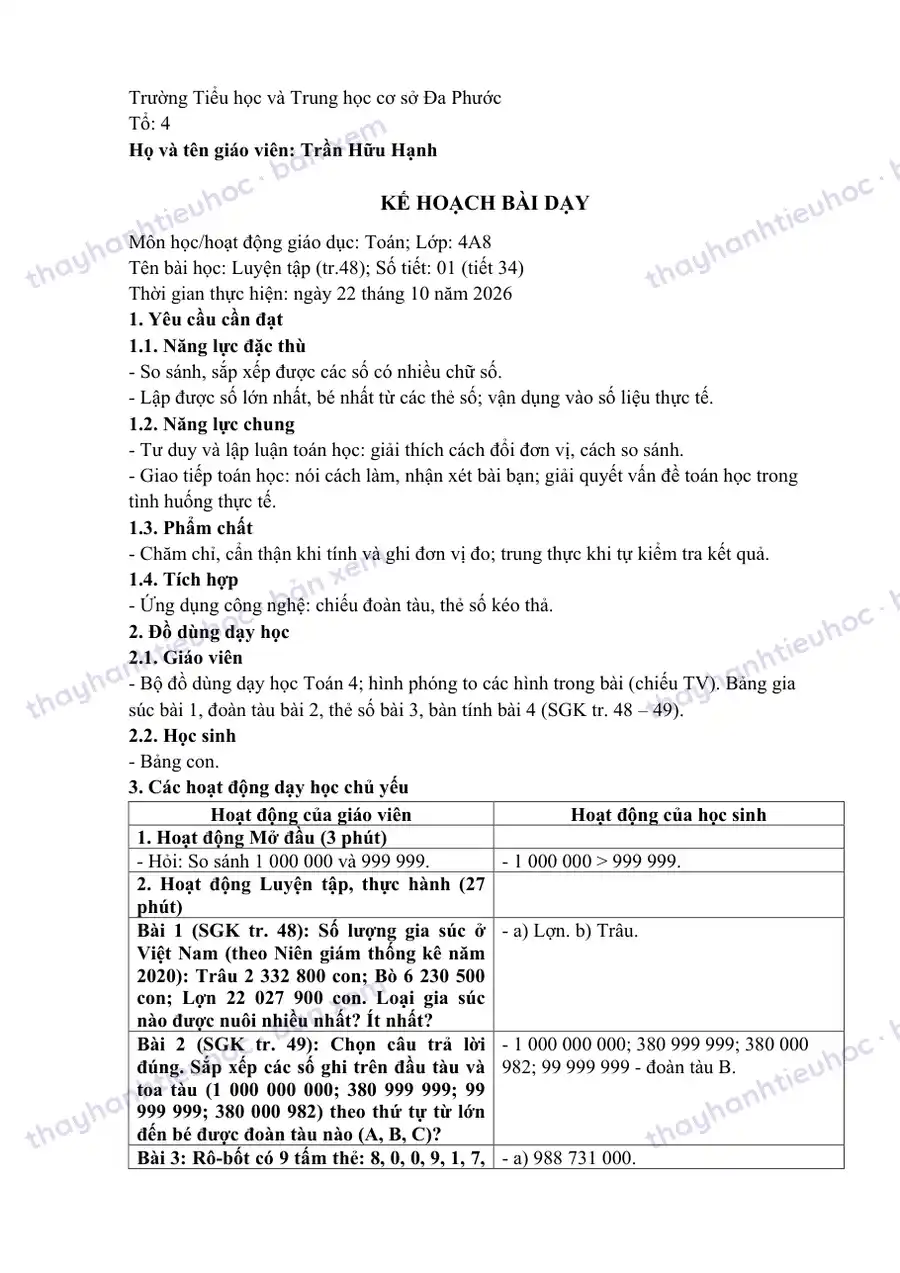 Trường Tiểu học và Trung học cơ sở Đa Phước
Tổ: 4
Họ và tên giáo viên: Trần Hữu Hạnh
KẾ HOẠCH BÀI DẠY
Môn học/hoạt động giáo dục: Toán; Lớp: 4A8
Tên bài học: Luyện tập (tr.48); Số tiết: 01 (tiết 34)
Thời gian thực hiện: ngày 22 tháng 10 năm 2026
1. Yêu cầu cần đạt
1.1. Năng lực đặc thù
- So sánh, sắp xếp được các số có nhiều chữ số.
- Lập được số lớn nhất, bé nhất từ các thẻ số; vận dụng vào số liệu thực tế.
1.2. Năng lực chung
- Tư duy và lập luận toán học: giải thích cách đổi đơn vị, cách so sánh.
- Giao tiếp toán học: nói cách làm, nhận xét bài bạn; giải quyết vấn đề toán học trong
tình huống thực tế.
1.3. Phẩm chất
- Chăm chỉ, cẩn thận khi tính và ghi đơn vị đo; trung thực khi tự kiểm tra kết quả.
1.4. Tích hợp
- Ứng dụng công nghệ: chiếu đoàn tàu, thẻ số kéo thả.
2. Đồ dùng dạy học
2.1. Giáo viên
- Bộ đồ dùng dạy học Toán 4; hình phóng to các hình trong bài (chiếu TV). Bảng gia
súc bài 1, đoàn tàu bài 2, thẻ số bài 3, bàn tính bài 4 (SGK tr. 48 – 49).
2.2. Học sinh
- Bảng con.
3. Các hoạt động dạy học chủ yếu
Hoạt động của giáo viên
Hoạt động của học sinh
1. Hoạt động Mở đầu (3 phút)
- Hỏi: So sánh 1 000 000 và 999 999.
- 1 000 000 > 999 999.
2. Hoạt động Luyện tập, thực hành (27
phút)
Bài 1 (SGK tr. 48): Số lượng gia súc ở
Việt Nam (theo Niên giám thống kê năm
2020): Trâu 2 332 800 con; Bò 6 230 500
con; Lợn 22 027 900 con. Loại gia súc
nào được nuôi nhiều nhất? Ít nhất?
- a) Lợn. b) Trâu.
Bài 2 (SGK tr. 49): Chọn câu trả lời
đúng. Sắp xếp các số ghi trên đầu tàu và
toa tàu (1 000 000 000; 380 999 999; 99
999 999; 380 000 982) theo thứ tự từ lớn
đến bé được đoàn tàu nào (A, B, C)?
- 1 000 000 000; 380 999 999; 380 000
982; 99 999 999 - đoàn tàu B.
Bài 3: Rô-bốt có 9 tấm thẻ: 8, 0, 0, 9, 1, 7,
- a) 988 731 000.
thayhanhtieuhoc · bản xem
thayhanhtieuhoc · b
thayhanhtieuhoc · bản xem
thayhanhtieuhoc · b
thayhanhtieuhoc · bản xem
thayhanhtieuhoc · b